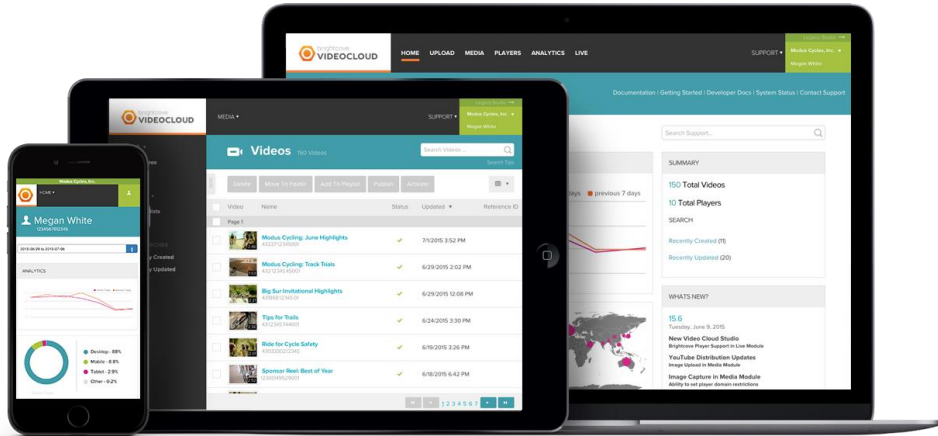 brightcove
VIDEOCLOUD
HOME UPLOAD MEDIA PLAYERS ANALYTICS LIVE
SUPPORT
Legacy Studio
Modus Cycles, Inc.
Megan White
Documentation | Getting Started | Developer Docs | System Status | Contact Support
Search Support...
days previous 7 days
SUMMARY
150 Total Videos
10 Total Players
SEARCH
Recently Created (11)
Recently Updated (20)
WHATS NEW?
15.6
Tuesday, June 9, 2015
New Video Cloud Studio
Brightcove Player Support in Live Module
YouTube Distribution Updates
Image Upload in Media Module
Image Capture in Media Module
Ability to set player domain restrictions
brightcove
VIDEOCLOUD
MEDIA
SUPPORT
Legacy Studio
Modus Cycles, Inc.
Megan White
Videos 150 Videos
Search Videos ...
Search Tips
Delete Move To Folder Add To Playlist Publish Activate
Video Name Status Updated Reference ID
Page 1
Modus Cycling: June Highlights
7/1/2015 3:52 PM
Modus Cycling: Track Trials
6/29/2015 2:02 PM
Big Sur Invitational Highlights
6/29/2015 12:08 PM
Tips for Trails
6/24/2015 3:30 PM
Ride for Cycle Safety
6/19/2015 3:26 PM
Sponsor Reel: Best of Year
6/18/2015 6:42 PM
1 2 3 4 5 6 7
Created
Updated
Modus Cycles, Inc.
HOME
Megan White
ANALYTICS
Desktop - 88%
Mobile - 8.8%
Tablet - 2.9%
Other - 0.2%